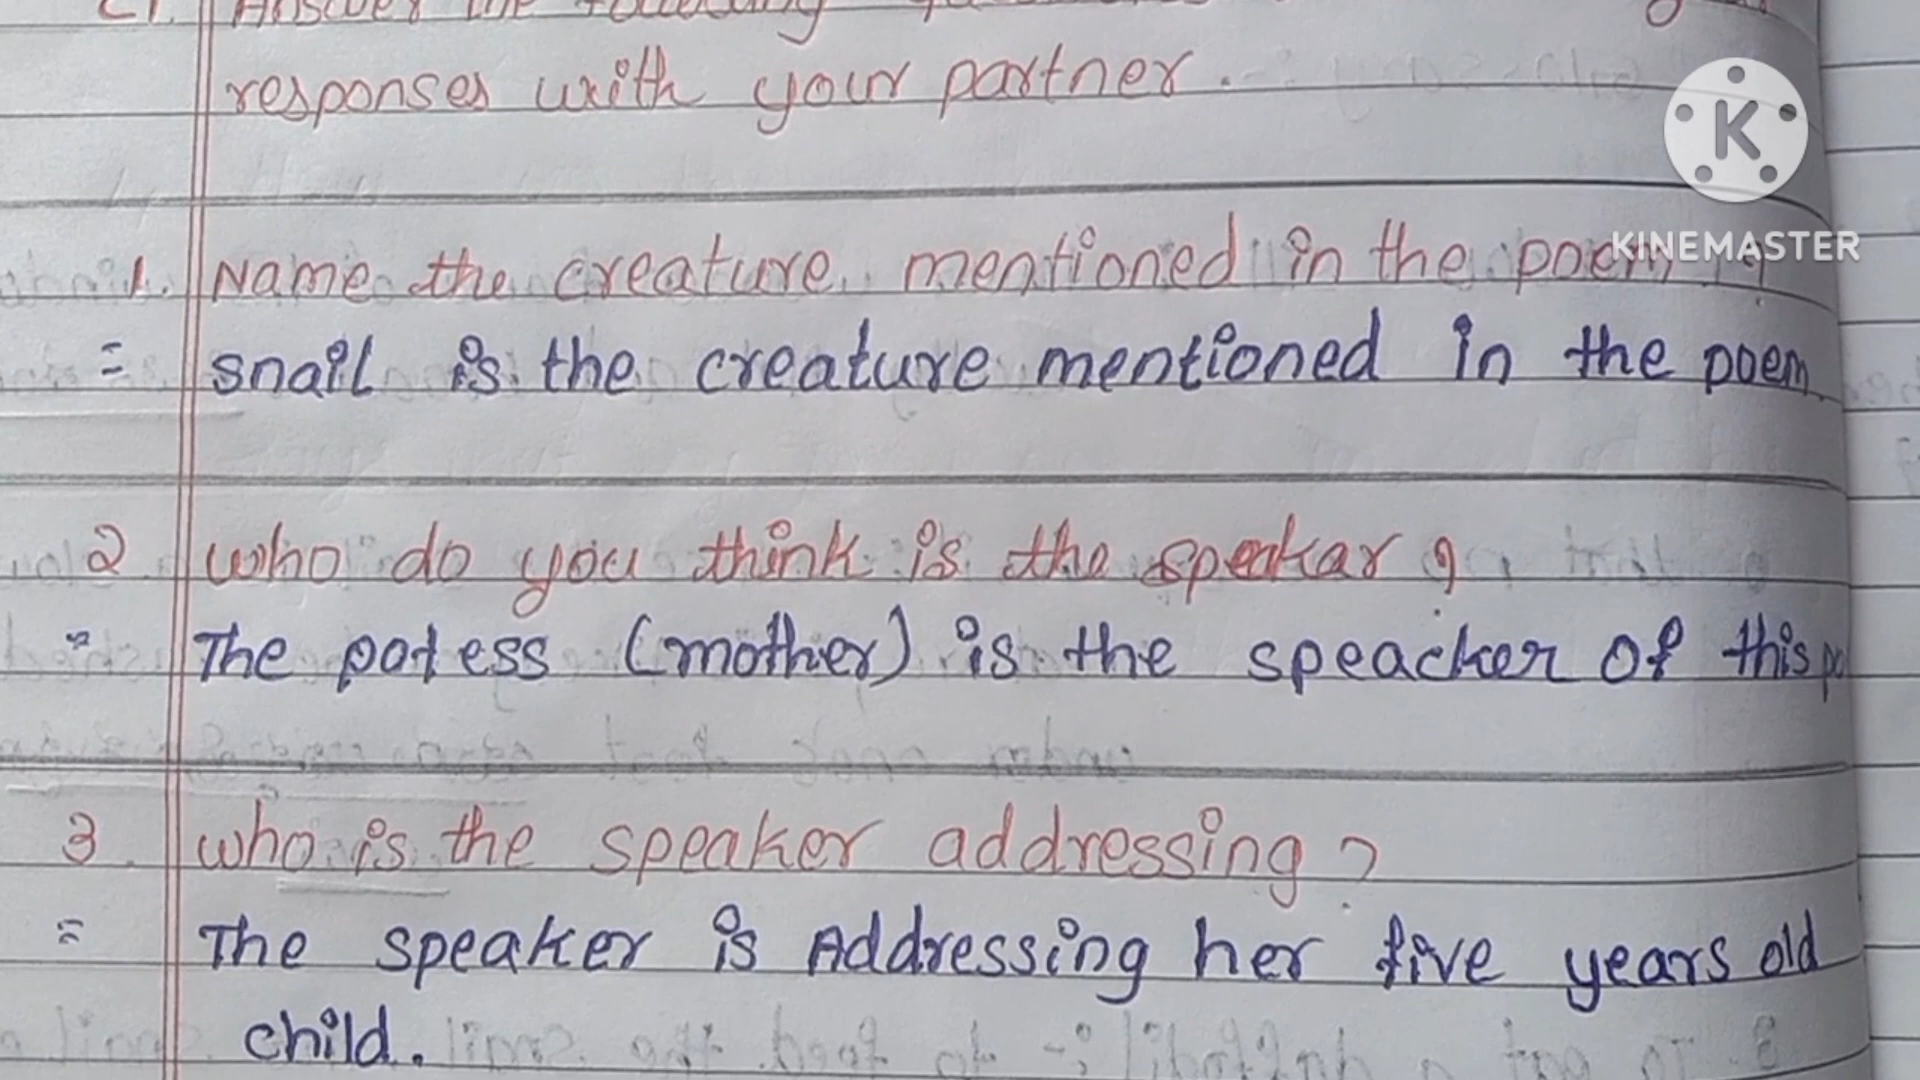 responses with your partner.
KINEMASTER
1. Name the creature mentioned in the poem ?
= snail is the creature mentioned in the poem.
2 who do you think is the speakar ?
= The potess (mother) is the speacker of this po
3. who is the speaker addressing ?
= The speaker is Addressing her five years old
child.